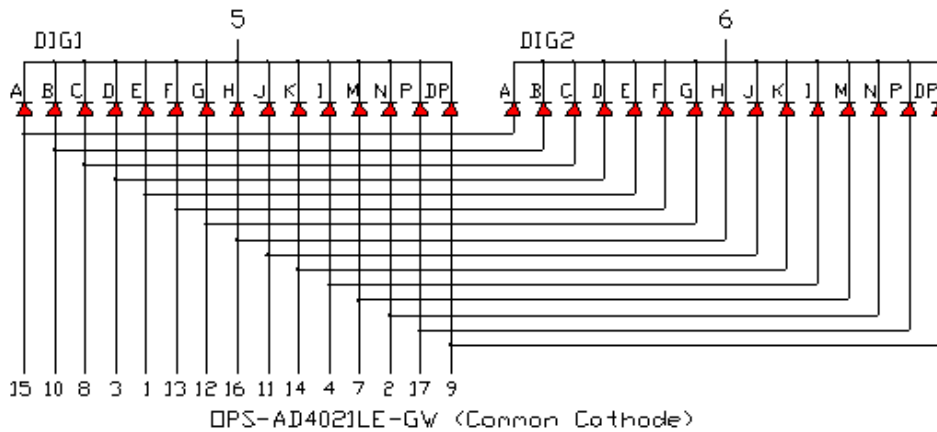 5 6
DIG1 DIG2
A B C D E F G H J K I M N P DP A B C D E F G H J K I M N P DP
15 10 8 3 1 13 12 16 11 14 4 7 2 17 9
OPS-AD4021LE-GW (Common Cathode)